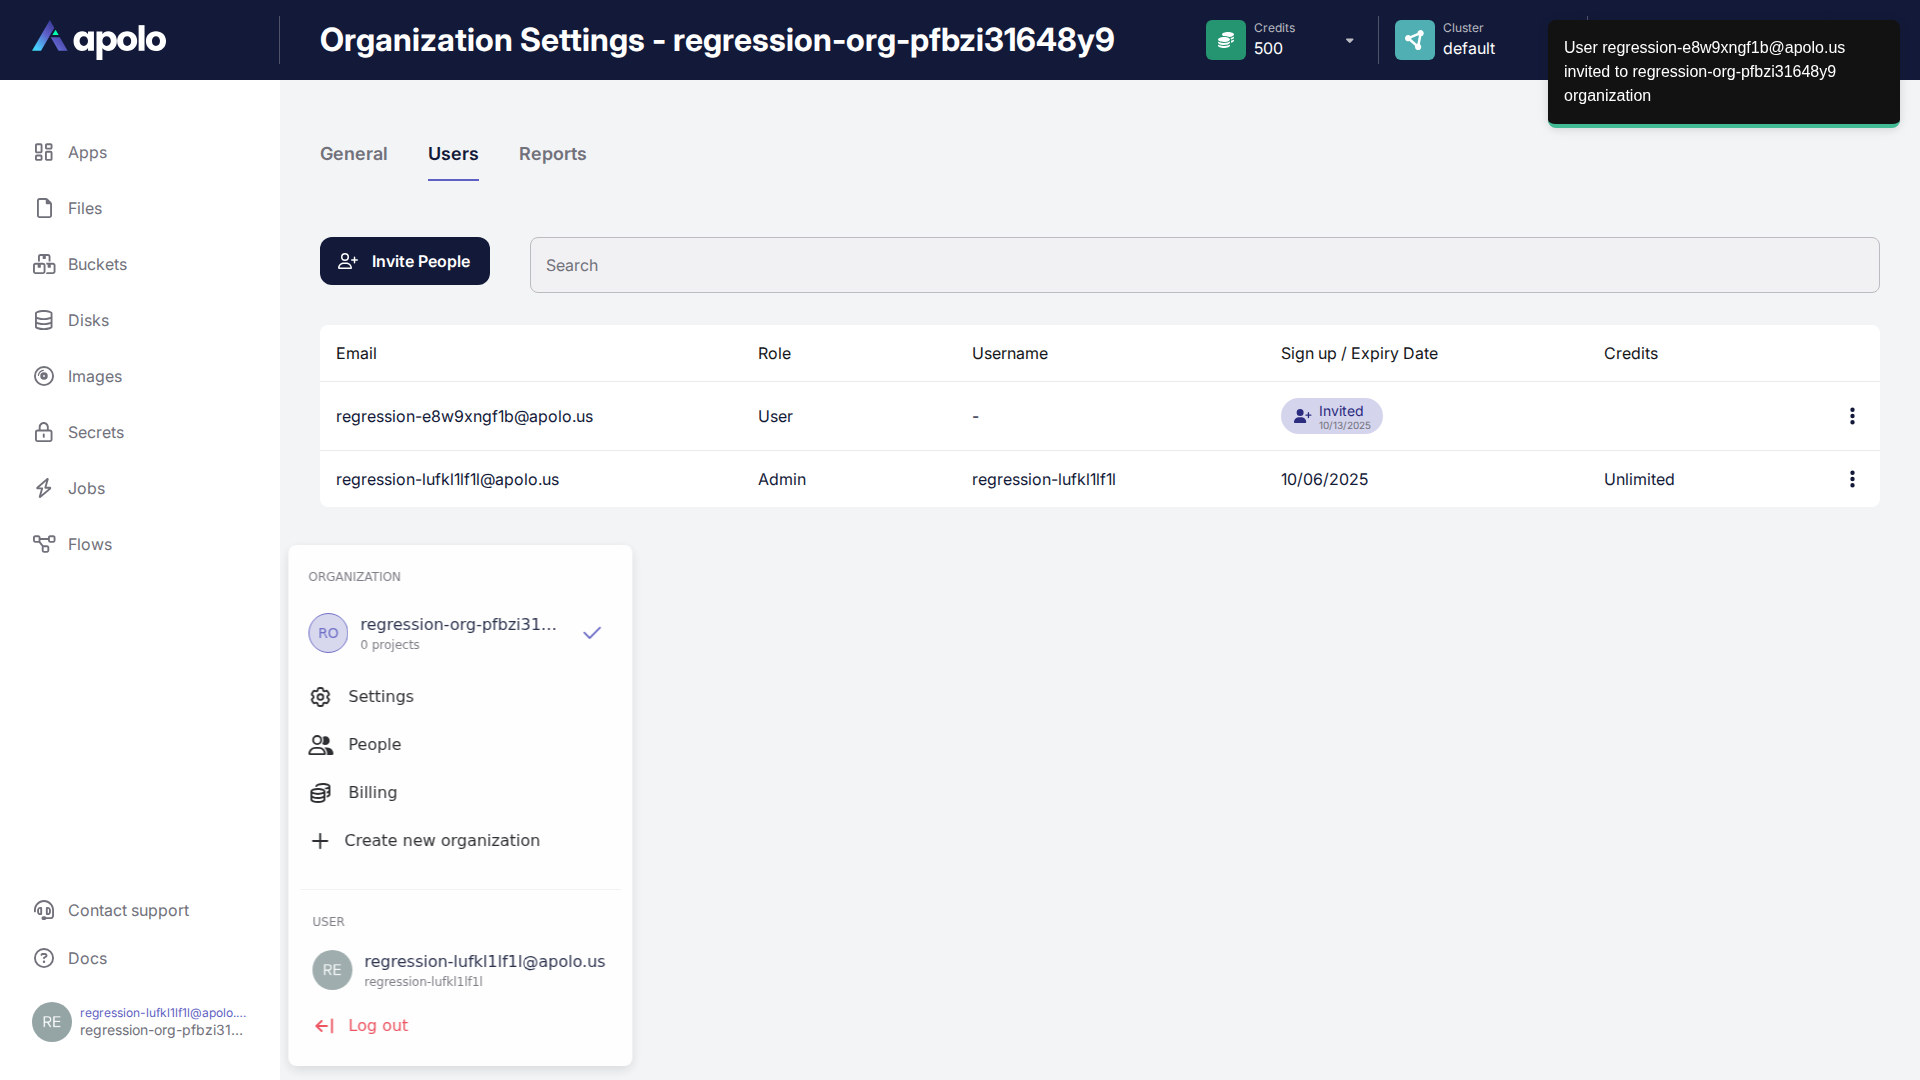 apolo
Organization Settings - regression-org-pfbzi31648y9
Credits
500
Cluster
default
User regression-e8w9xngf1b@apolo.us
invited to regression-org-pfbzi31648y9
organization
Apps
Files
Buckets
Disks
Images
Secrets
Jobs
Flows
General
Users
Reports
Invite People
Search
Email
Role
Username
Sign up / Expiry Date
Credits
regression-e8w9xngf1b@apolo.us
User
-
Invited
10/13/2025
regression-lufkl1lf1l@apolo.us
Admin
regression-lufkl1lf1l
10/06/2025
Unlimited
ORGANIZATION
RO
regression-org-pfbzi31...
0 projects
Settings
People
Billing
Create new organization
USER
RE
regression-lufkl1lf1l@apolo.us
regression-lufkl1lf1l
Log out
Contact support
Docs
RE
regression-lufkl1lf1l@apolo....
regression-org-pfbzi31...